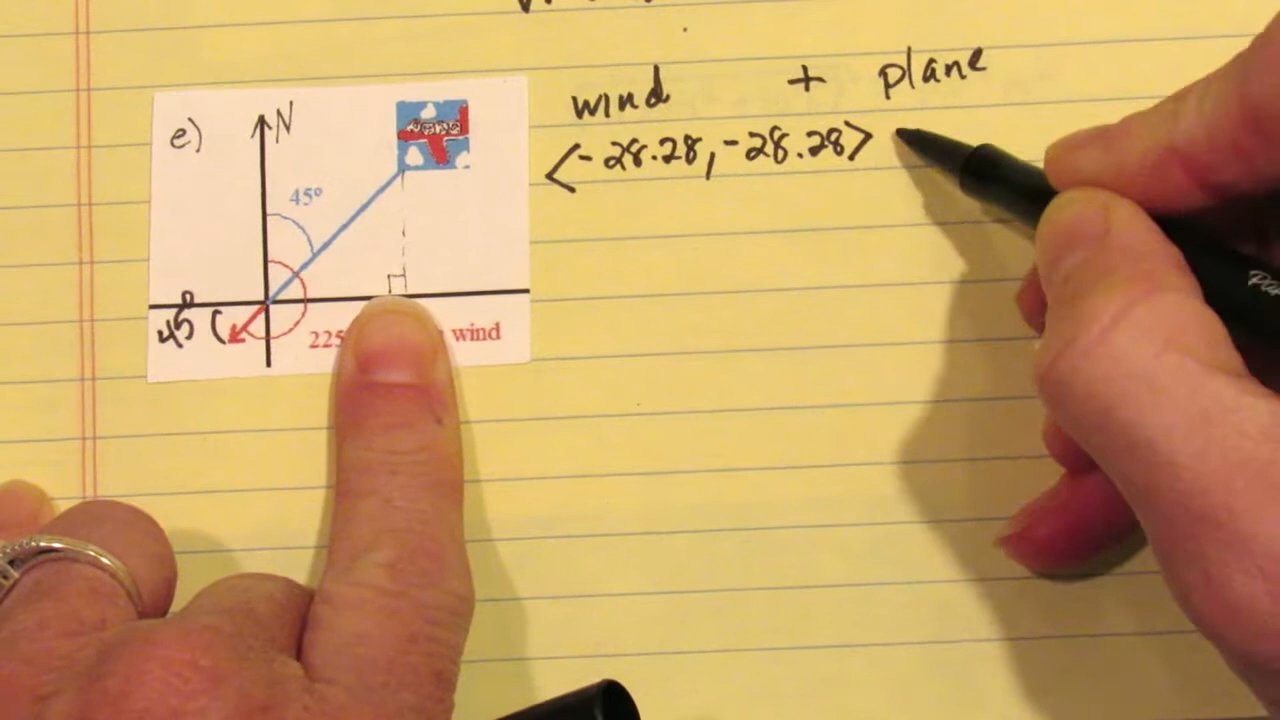 wind + plane
<-28.28, -28.28>
e)
N
45°
45°
225
wind